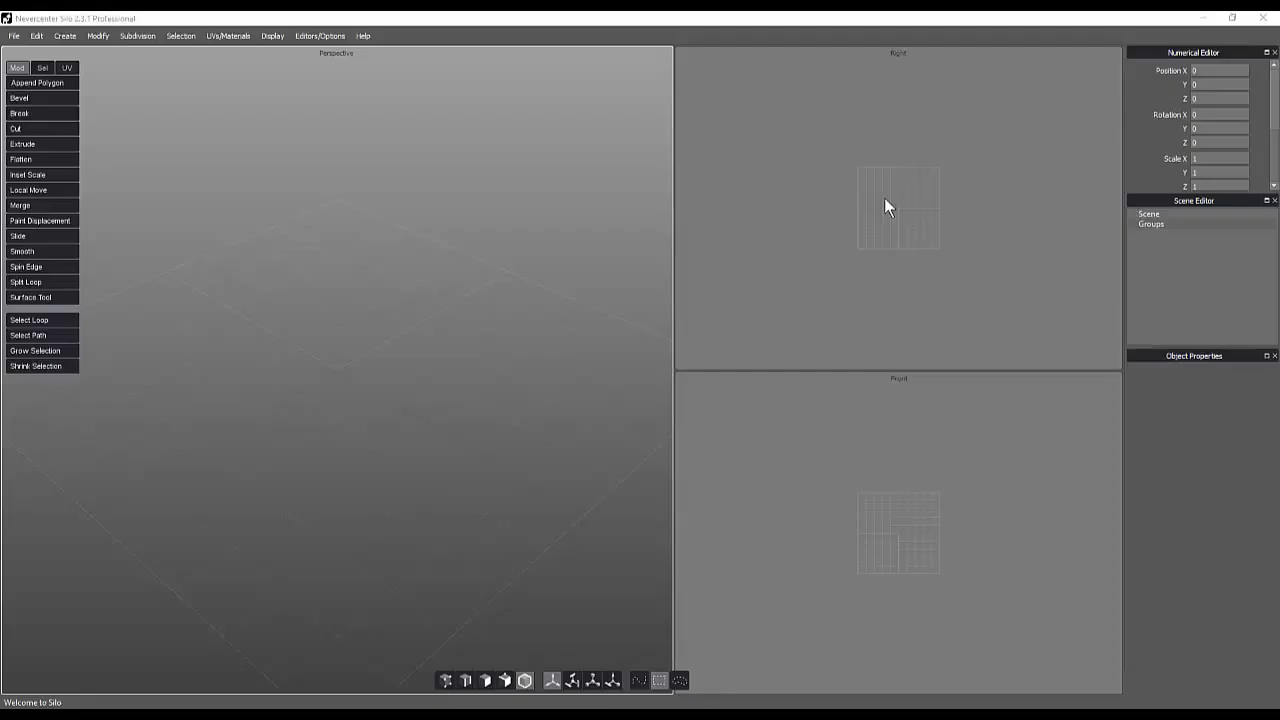 Nevercenter Silo 2.3.1 Professional
File Edit Create Modify Subdivision Selection UVs/Materials Display Editors/Options Help
Perspective
Right
Numerical Editor
Mod Sel UV
Append Polygon
Bevel
Break
Cut
Extrude
Flatten
Inset Scale
Local Move
Merge
Paint Displacement
Slide
Smooth
Spin Edge
Split Loop
Surface Tool
Select Loop
Select Path
Grow Selection
Shrink Selection
Position X 0
Y 0
Z 0
Rotation X 0
Y 0
Z 0
Scale X 1
Y 1
Z 1
Scene Editor
Scene
Groups
Object Properties
Front
Welcome to Silo